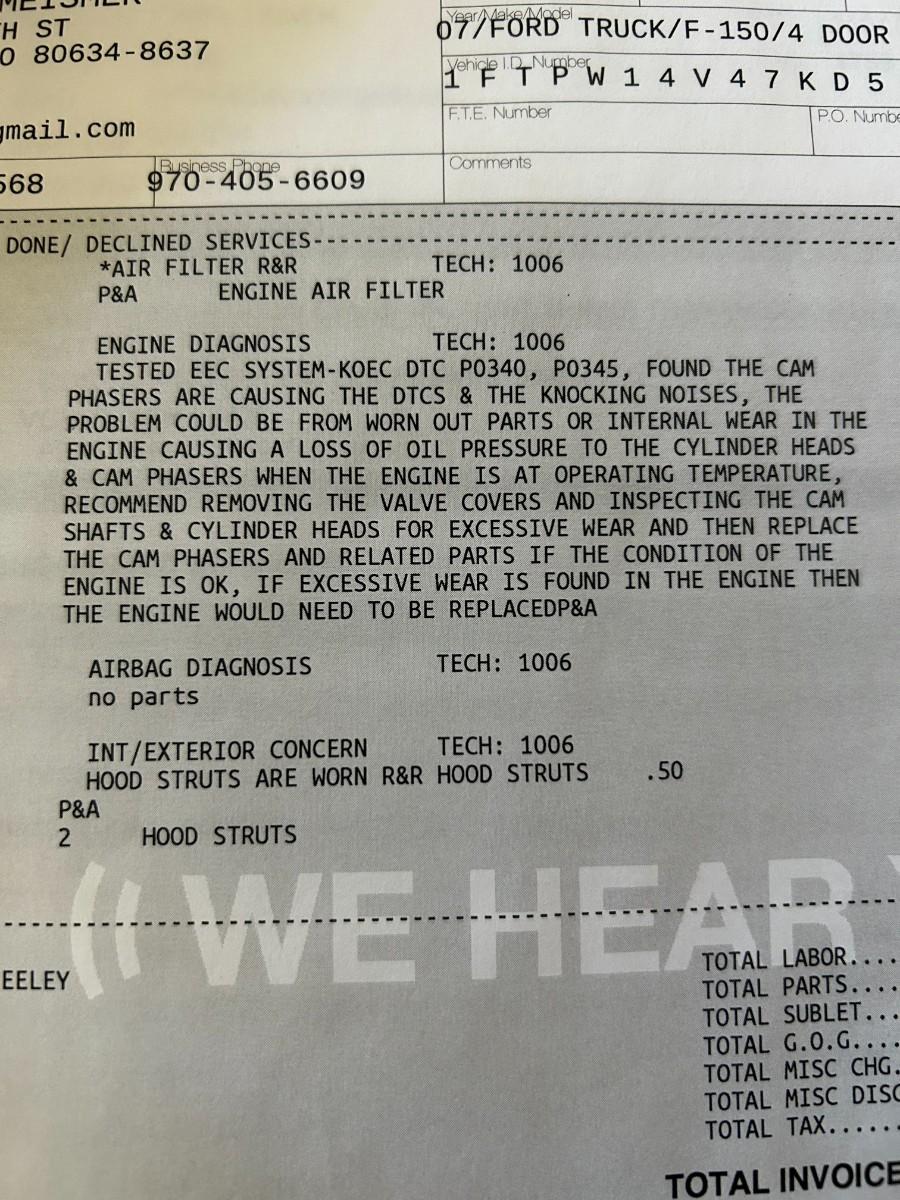 H ST
O 80634-8637
gmail.com
568
Business Phone
970-405-6609
Year/Make/Model
07/FORD TRUCK/F-150/4 DOOR
Vehicle I.D. Number
1 F T P W 1 4 V 4 7 K D 5
F.T.E. Number
P.O. Numbe
Comments
DONE/ DECLINED SERVICES
*AIR FILTER R&R TECH: 1006
P&A ENGINE AIR FILTER
ENGINE DIAGNOSIS TECH: 1006
TESTED EEC SYSTEM-KOEC DTC P0340, P0345, FOUND THE CAM
PHASERS ARE CAUSING THE DTCS & THE KNOCKING NOISES, THE
PROBLEM COULD BE FROM WORN OUT PARTS OR INTERNAL WEAR IN THE
ENGINE CAUSING A LOSS OF OIL PRESSURE TO THE CYLINDER HEADS
& CAM PHASERS WHEN THE ENGINE IS AT OPERATING TEMPERATURE,
RECOMMEND REMOVING THE VALVE COVERS AND INSPECTING THE CAM
SHAFTS & CYLINDER HEADS FOR EXCESSIVE WEAR AND THEN REPLACE
THE CAM PHASERS AND RELATED PARTS IF THE CONDITION OF THE
ENGINE IS OK, IF EXCESSIVE WEAR IS FOUND IN THE ENGINE THEN
THE ENGINE WOULD NEED TO BE REPLACEDP&A
AIRBAG DIAGNOSIS TECH: 1006
no parts
INT/EXTERIOR CONCERN TECH: 1006
HOOD STRUTS ARE WORN R&R HOOD STRUTS .50
P&A
2 HOOD STRUTS
WE HEAR
EELEY
TOTAL LABOR....
TOTAL PARTS....
TOTAL SUBLET...
TOTAL G.O.G....
TOTAL MISC CHG.
TOTAL MISC DISC
TOTAL TAX......
TOTAL INVOICE